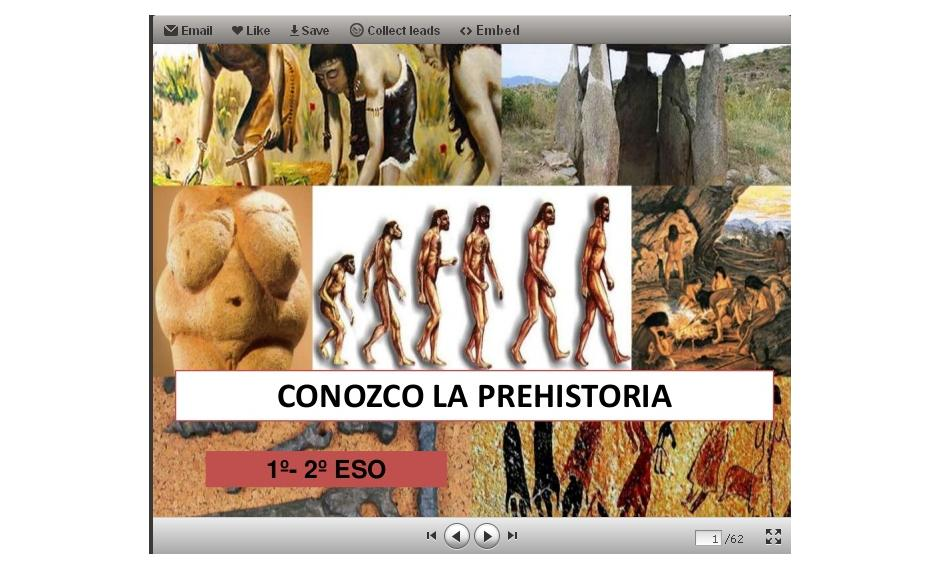 Email Like Save Collect leads Embed
CONOZCO LA PREHISTORIA
1º- 2º ESO
1 /62